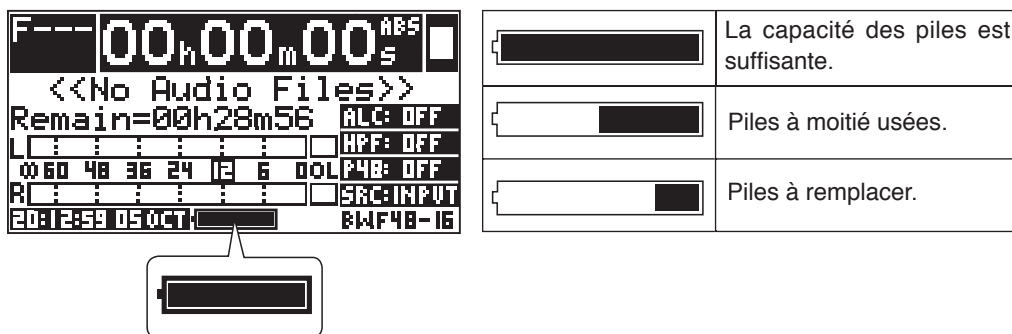 F--- 00h00m00s ABS
<<No Audio Files>>
Remain=00h28m56 ALC: OFF
L HPF: OFF
∞ 60 48 36 24 12 6 0OL P48: OFF
R SRC:INPUT
20:12:59 05OCT BWF48-16
La capacité des piles est
suffisante.
Piles à moitié usées.
Piles à remplacer.